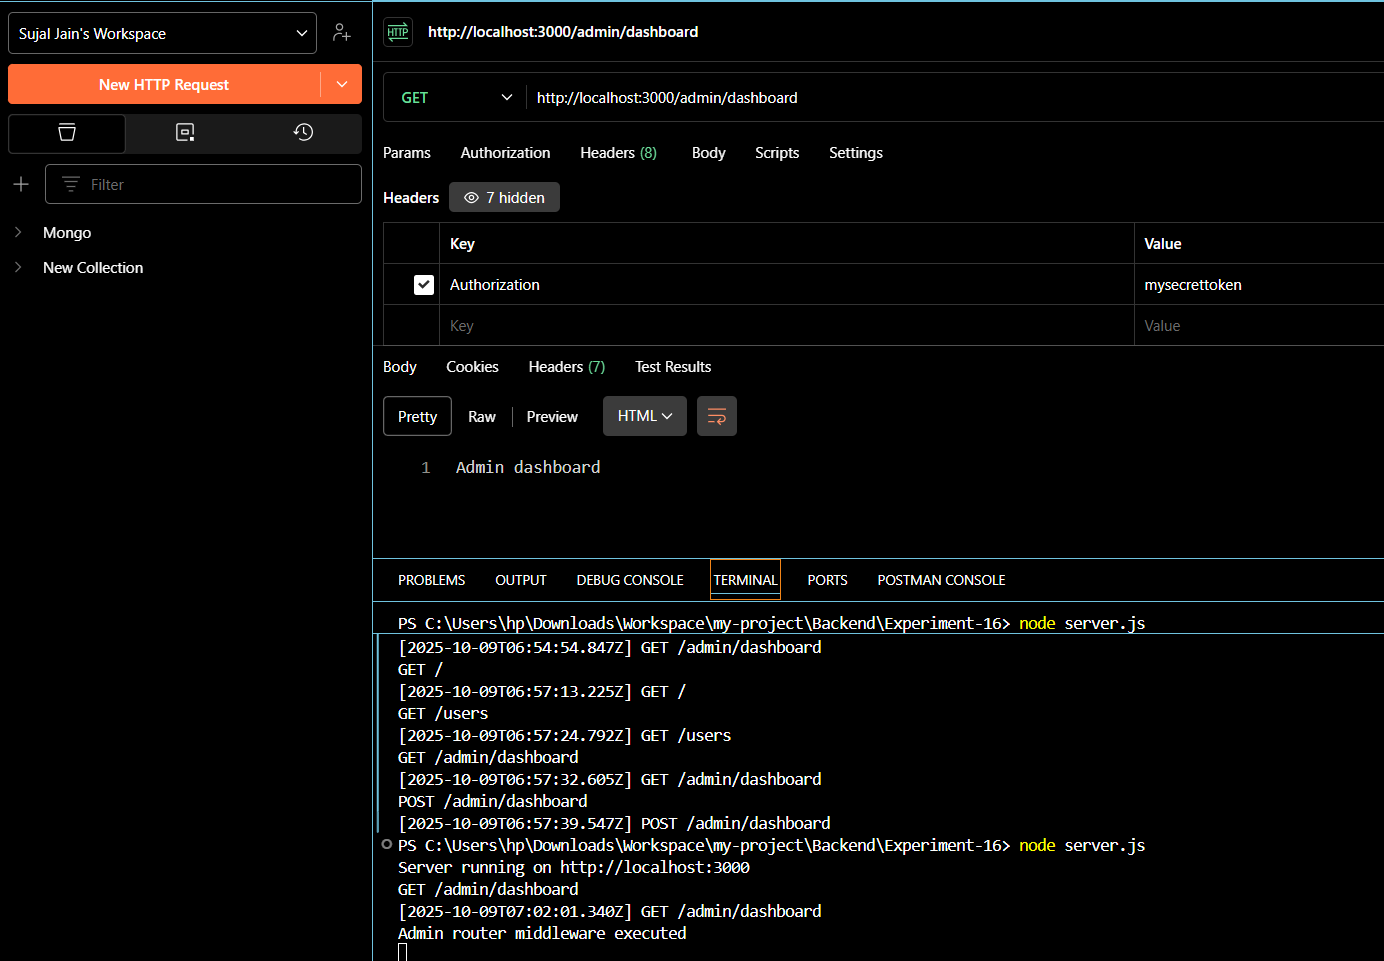 Sujal Jain's Workspace
New HTTP Request
Filter
Mongo
New Collection
HTTP http://localhost:3000/admin/dashboard
GET http://localhost:3000/admin/dashboard
Params Authorization Headers (8) Body Scripts Settings
Headers 7 hidden
Key Value
Authorization mysecrettoken
Key Value
Body Cookies Headers (7) Test Results
Pretty Raw Preview HTML
1 Admin dashboard
PROBLEMS OUTPUT DEBUG CONSOLE TERMINAL PORTS POSTMAN CONSOLE
PS C:\Users\hp\Downloads\Workspace\my-project\Backend\Experiment-16> node server.js
[2025-10-09T06:54:54.847Z] GET /admin/dashboard
GET /
[2025-10-09T06:57:13.225Z] GET /
GET /users
[2025-10-09T06:57:24.792Z] GET /users
GET /admin/dashboard
[2025-10-09T06:57:32.605Z] GET /admin/dashboard
POST /admin/dashboard
[2025-10-09T06:57:39.547Z] POST /admin/dashboard
PS C:\Users\hp\Downloads\Workspace\my-project\Backend\Experiment-16> node server.js
Server running on http://localhost:3000
GET /admin/dashboard
[2025-10-09T07:02:01.340Z] GET /admin/dashboard
Admin router middleware executed